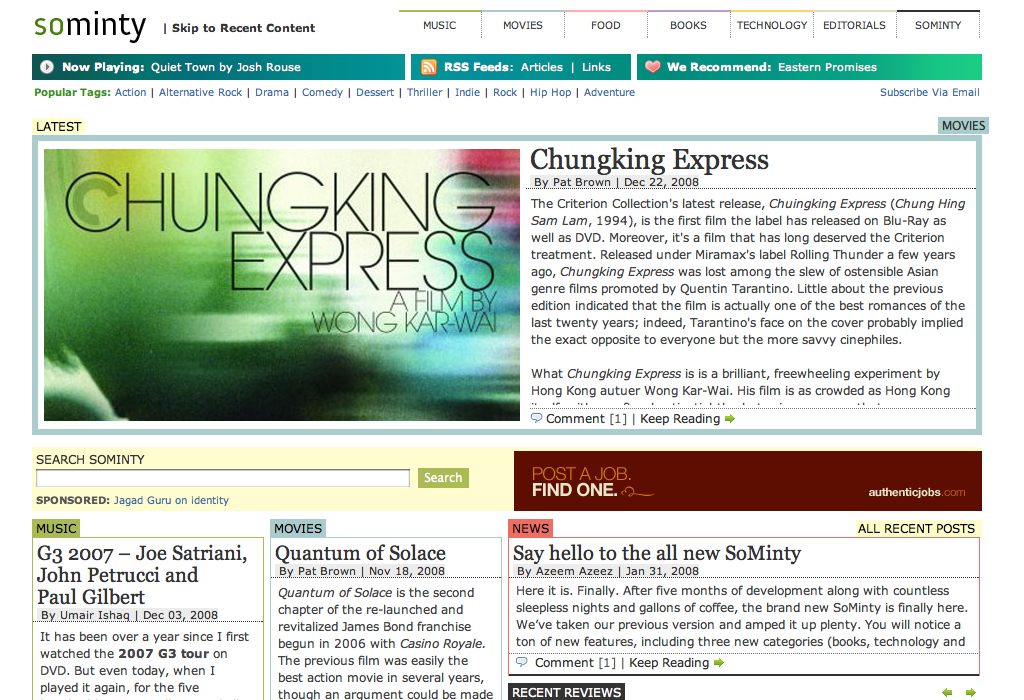 sominty
| Skip to Recent Content
MUSIC
MOVIES
FOOD
BOOKS
TECHNOLOGY
EDITORIALS
SOMINTY
Now Playing: Quiet Town by Josh Rouse
RSS Feeds: Articles | Links
We Recommend: Eastern Promises
Popular Tags: Action | Alternative Rock | Drama | Comedy | Dessert | Thriller | Indie | Rock | Hip Hop | Adventure
Subscribe Via Email
LATEST
MOVIES
CHUNGKING
EXPRESS
A FILM BY
WONG KAR-WAI
Chungking Express
By Pat Brown | Dec 22, 2008
The Criterion Collection's latest release, Chuingking Express (Chung Hing
Sam Lam, 1994), is the first film the label has released on Blu-Ray as
well as DVD. Moreover, it's a film that has long deserved the Criterion
treatment. Released under Miramax's label Rolling Thunder a few years
ago, Chungking Express was lost among the slew of ostensible Asian
genre films promoted by Quentin Tarantino. Little about the previous
edition indicated that the film is actually one of the best romances of the
last twenty years; indeed, Tarantino's face on the cover probably implied
the exact opposite to everyone but the more savvy cinephiles.
What Chungking Express is is a brilliant, freewheeling experiment by
Hong Kong autuer Wong Kar-Wai. His film is as crowded as Hong Kong
Comment [1] | Keep Reading
SEARCH SOMINTY
Search
SPONSORED: Jagad Guru on identity
POST A JOB.
FIND ONE.
authenticjobs.com
MUSIC
G3 2007 – Joe Satriani,
John Petrucci and
Paul Gilbert
By Umair Ishaq | Dec 03, 2008
It has been over a year since I first
watched the 2007 G3 tour on
DVD. But even today, when I
played it again, for the five
MOVIES
Quantum of Solace
By Pat Brown | Nov 18, 2008
Quantum of Solace is the second
chapter of the re-launched and
revitalized James Bond franchise
begun in 2006 with Casino Royale.
The previous film was easily the
best action movie in several years,
though an argument could be made
NEWS
ALL RECENT POSTS
Say hello to the all new SoMinty
By Azeem Azeez | Jan 31, 2008
Here it is. Finally. After five months of development along with countless
sleepless nights and gallons of coffee, the brand new SoMinty is finally here.
We've taken our previous version and amped it up plenty. You will notice a
ton of new features, including three new categories (books, technology and
Comment [1] | Keep Reading
RECENT REVIEWS